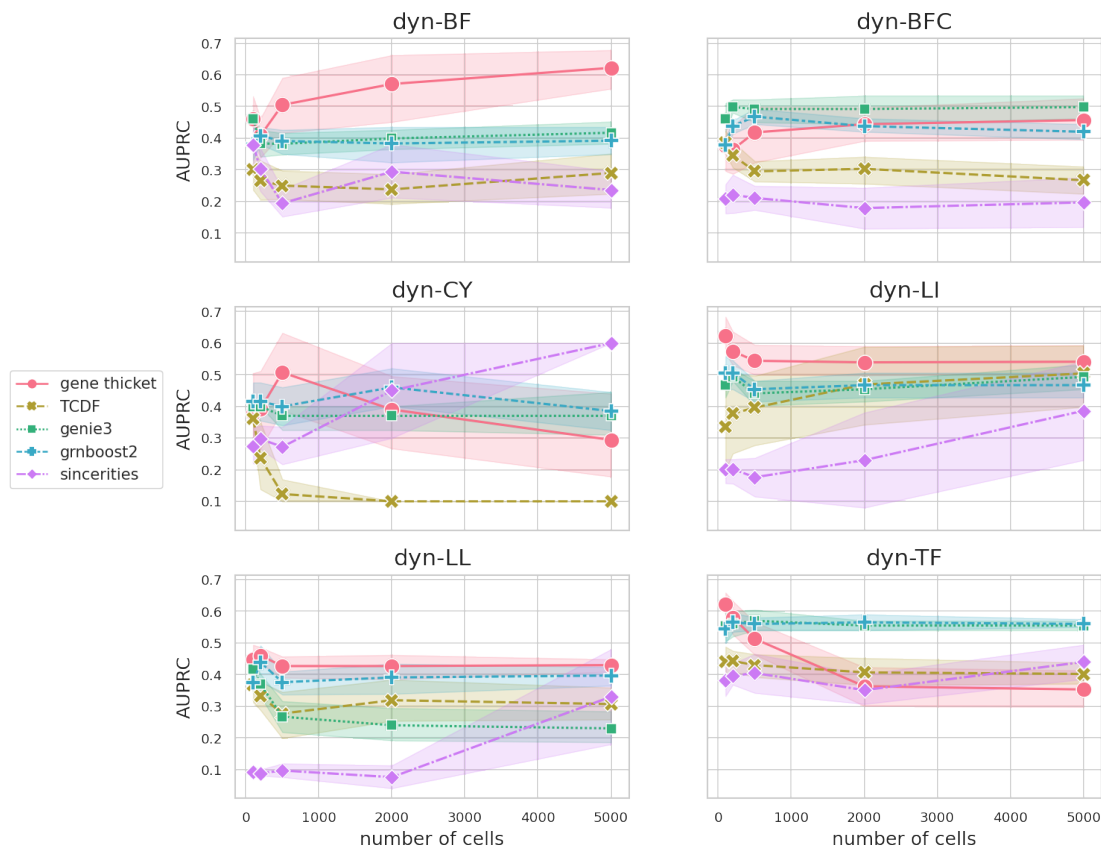 dyn-BF
dyn-BFC
0.7
0.6
0.5
0.4
0.3
0.2
0.1
AUPRC
dyn-CY
dyn-LI
0.7
0.6
0.5
0.4
0.3
0.2
0.1
AUPRC
gene thicket
TCDF
genie3
grnboost2
sincerities
dyn-LL
dyn-TF
0.7
0.6
0.5
0.4
0.3
0.2
0.1
AUPRC
0 1000 2000 3000 4000 5000
number of cells
0 1000 2000 3000 4000 5000
number of cells